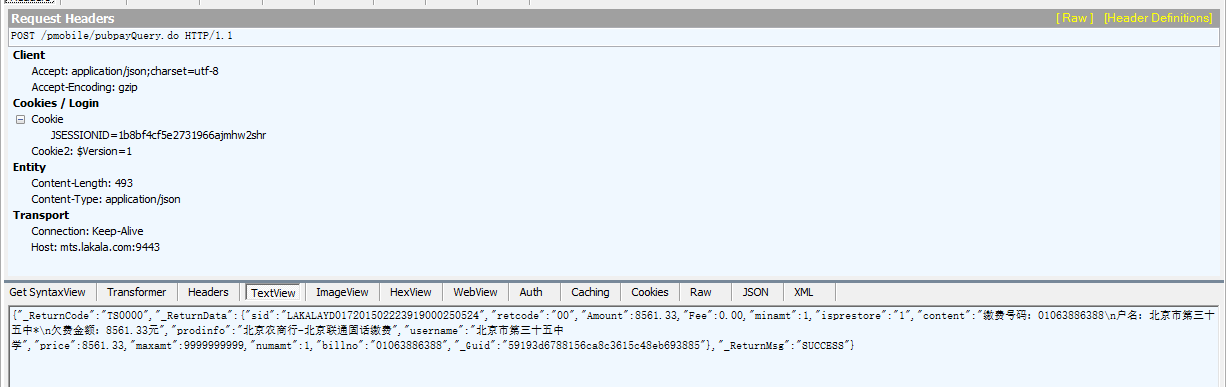 Request Headers
[ Raw ] [Header Definitions]
POST /pmobile/pubpayQuery.do HTTP/1.1
Client
Accept: application/json;charset=utf-8
Accept-Encoding: gzip
Cookies / Login
Cookie
JSESSIONID=1b8bf4cf5e2731966ajmhw2shr
Cookie2: $Version=1
Entity
Content-Length: 493
Content-Type: application/json
Transport
Connection: Keep-Alive
Host: mts.lakala.com:9443
Get SyntaxView Transformer Headers TextView ImageView HexView WebView Auth Caching Cookies Raw JSON XML
{"_ReturnCode":"TS0000","_ReturnData":{"sid":"LAKALAYD017201502223919000250524","retcode":"00","Amount":8561.33,"Fee":0.00,"minamt":1,"isprestore":"1","content":"缴费号码：01063886388\n户名：北京市第三十
五中*\n欠费金额：8561.33元","prodinfo":"北京农商行-北京联通固话缴费","username":"北京市第三十五中
学","price":8561.33,"maxamt":9999999999,"numamt":1,"billno":"01063886388","_Guid":"59193d6788156ca8c3615c48eb693885"},"_ReturnMsg":"SUCCESS"}